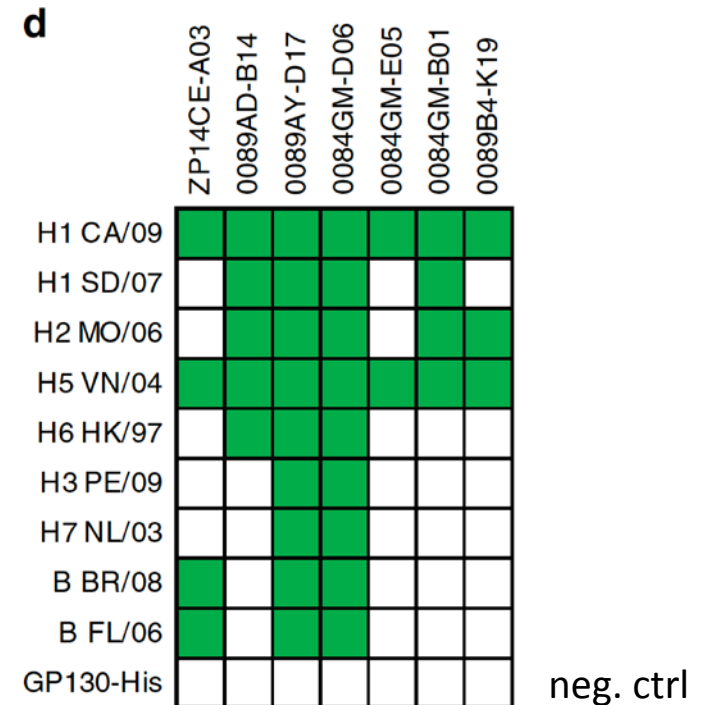 d
ZP14CE-A03
0089AD-B14
0089AY-D17
0084GM-D06
0084GM-E05
0084GM-B01
0089B4-K19
H1 CA/09
H1 SD/07
H2 MO/06
H5 VN/04
H6 HK/97
H3 PE/09
H7 NL/03
B BR/08
B FL/06
GP130-His
neg. ctrl